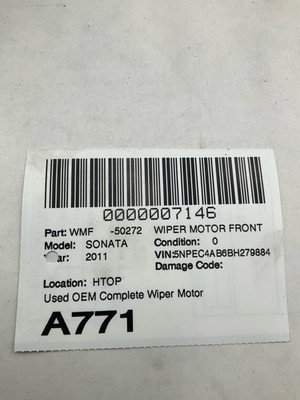 0000007146
Part: WMF -50272 WIPER MOTOR FRONT
Model: SONATA Condition: 0
ar: 2011 VIN:5NPEC4AB6BH279884
Damage Code:
Location: HTOP
Used OEM Complete Wiper Motor
A771